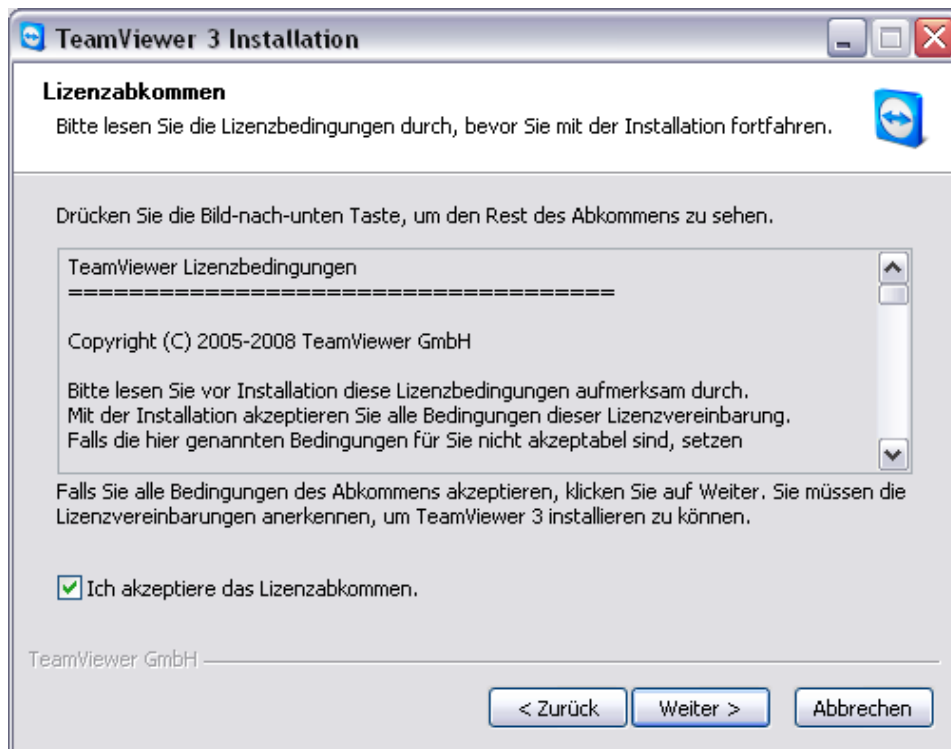 TeamViewer 3 Installation
Lizenzabkommen
Bitte lesen Sie die Lizenzbedingungen durch, bevor Sie mit der Installation fortfahren.
Drücken Sie die Bild-nach-unten Taste, um den Rest des Abkommens zu sehen.
TeamViewer Lizenzbedingungen
====================================
Copyright (C) 2005-2008 TeamViewer GmbH
Bitte lesen Sie vor Installation diese Lizenzbedingungen aufmerksam durch.
Mit der Installation akzeptieren Sie alle Bedingungen dieser Lizenzvereinbarung.
Falls die hier genannten Bedingungen für Sie nicht akzeptabel sind, setzen
Falls Sie alle Bedingungen des Abkommens akzeptieren, klicken Sie auf Weiter. Sie müssen die
Lizenzvereinbarungen anerkennen, um TeamViewer 3 installieren zu können.
Ich akzeptiere das Lizenzabkommen.
TeamViewer GmbH
< Zurück Weiter > Abbrechen